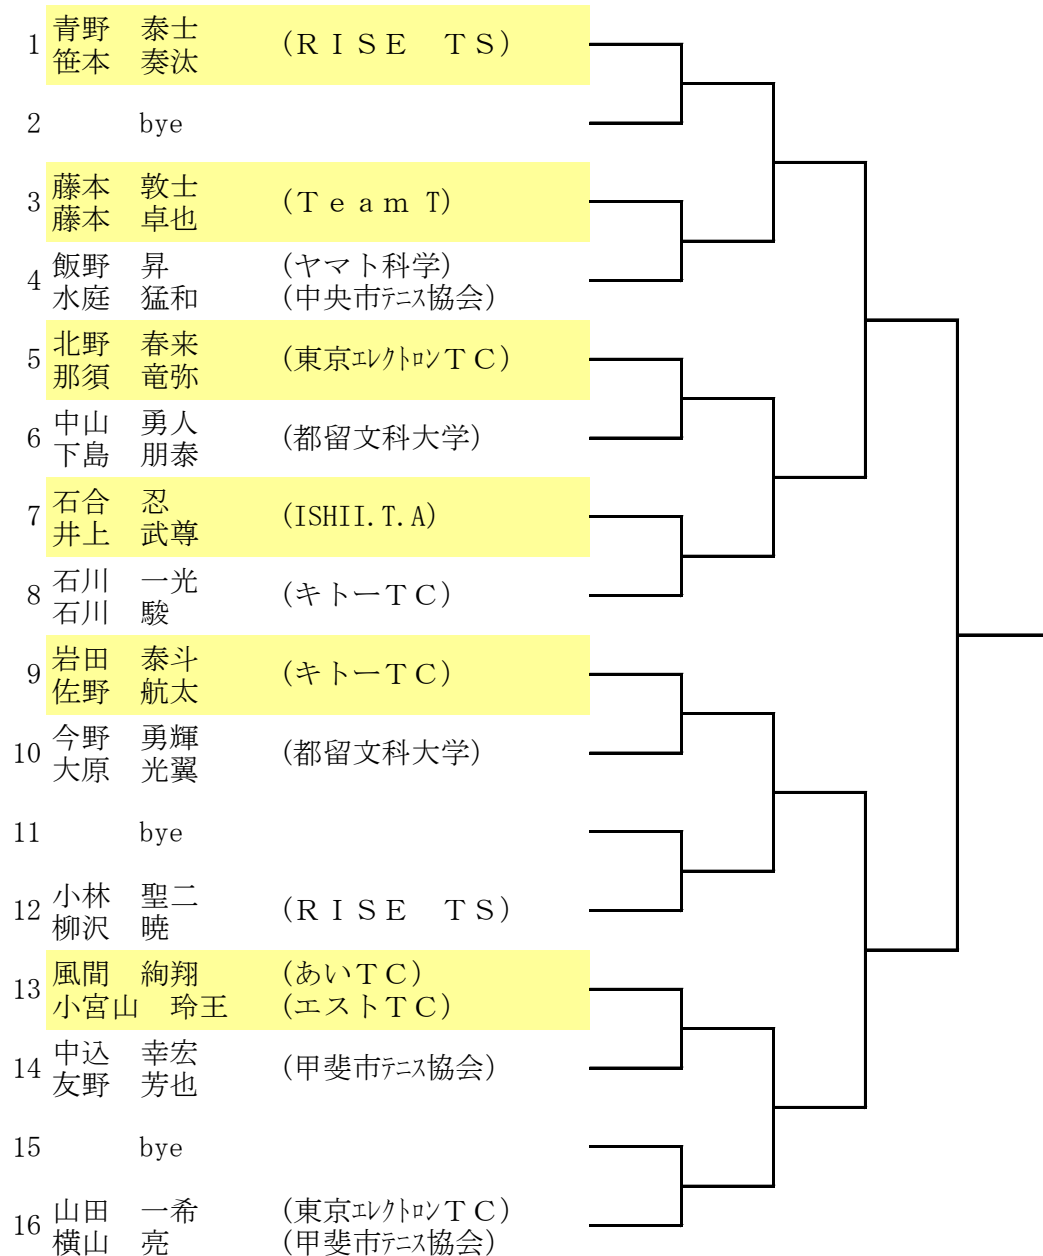 1 青野 泰士 (ＲＩＳＥ ＴＳ)
笹本 奏汰
2 bye
3 藤本 敦士 (Ｔｅａｍ T)
藤本 卓也
4 飯野 昇 (ヤマト科学)
水庭 猛和 (中央市ﾃﾆｽ協会)
5 北野 春来 (東京ｴﾚｸﾄﾛﾝＴＣ)
那須 竜弥
6 中山 勇人 (都留文科大学)
下島 朋泰
7 石合 忍 (ISHII.T.A)
井上 武尊
8 石川 一光 (キトーＴＣ)
石川 駿
9 岩田 泰斗 (キトーＴＣ)
佐野 航太
10 今野 勇輝 (都留文科大学)
大原 光翼
11 bye
12 小林 聖二 (ＲＩＳＥ ＴＳ)
柳沢 暁
13 風間 絢翔 (あいＴＣ)
小宮山 玲王 (エストＴＣ)
14 中込 幸宏 (甲斐市ﾃﾆｽ協会)
友野 芳也
15 bye
16 山田 一希 (東京ｴﾚｸﾄﾛﾝＴＣ)
横山 亮 (甲斐市ﾃﾆｽ協会)